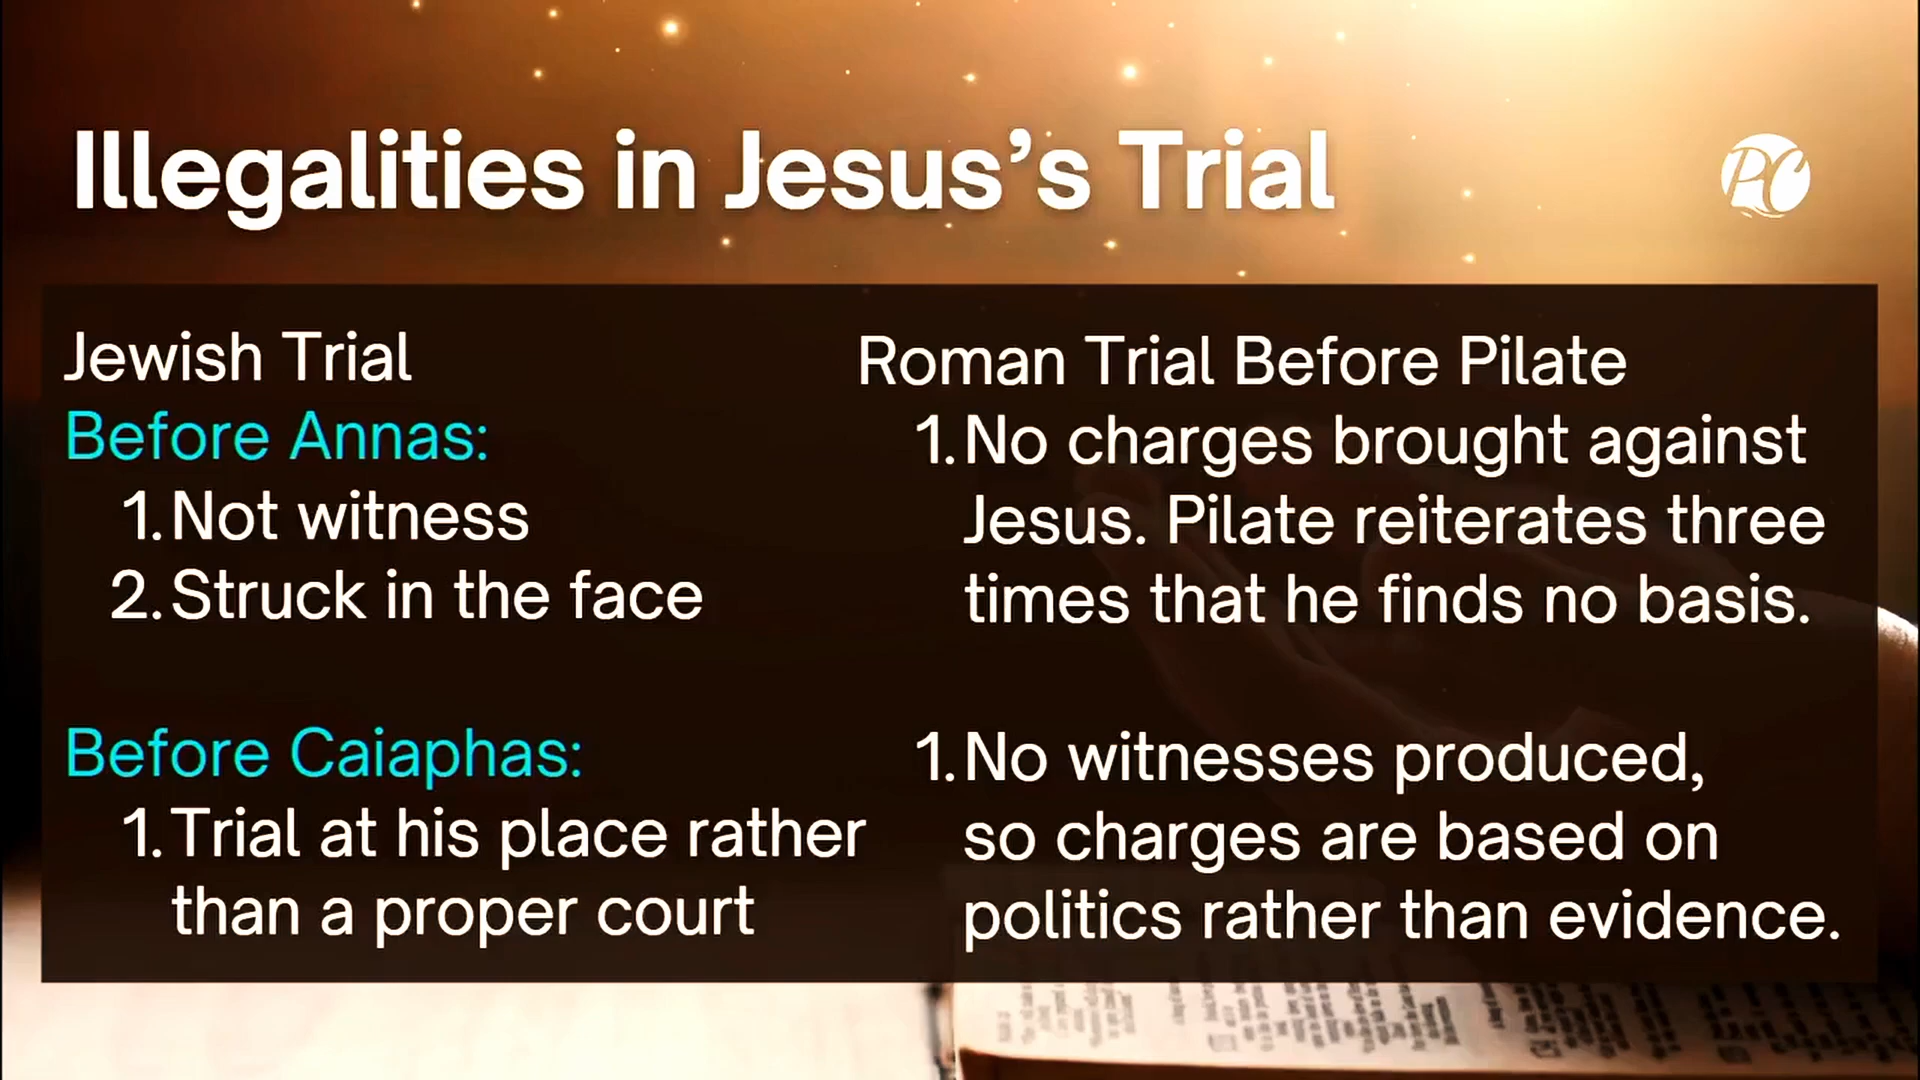 Illegalities in Jesus’s Trial
RC
Jewish Trial
Before Annas:
1. Not witness
2. Struck in the face
Before Caiaphas:
1. Trial at his place rather
than a proper court
Roman Trial Before Pilate
1. No charges brought against
Jesus. Pilate reiterates three
times that he finds no basis.
1. No witnesses produced,
so charges are based on
politics rather than evidence.